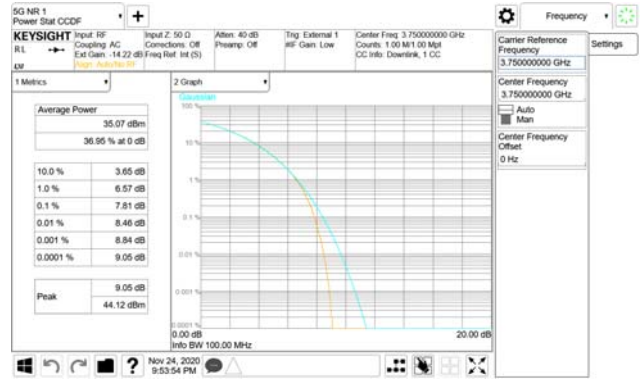 5G NR 1
Power Stat CCDF
Frequency
KEYSIGHT
RL
Input: RF
Coupling: AC
Ext Gain: -14.22 dB
Align: Auto/No RF
Input Z: 50 Ω
Corrections: Off
Freq Ref: Int (S)
Atten: 40 dB
Preamp: Off
Trig: External 1
#IF Gain: Low
Center Freq: 3.750000000 GHz
Counts: 1.00 M/1.00 Mpt
CC Info: Downlink, 1 CC
Carrier Reference
Frequency
3.750000000 GHz
Settings
Center Frequency
3.750000000 GHz
Auto
Man
Center Frequency
Offset
0 Hz
1 Metrics
Average Power
35.07 dBm
36.95 % at 0 dB
10.0 % 3.65 dB
1.0 % 6.57 dB
0.1 % 7.81 dB
0.01 % 8.46 dB
0.001 % 8.84 dB
0.0001 % 9.05 dB
Peak
9.05 dB
44.12 dBm
2 Graph
Gaussian
100 %
10 %
1 %
0.1 %
0.01 %
0.001 %
0.0001 %
0.00 dB
20.00 dB
Info BW 100.00 MHz
Nov 24, 2020
9:53:54 PM